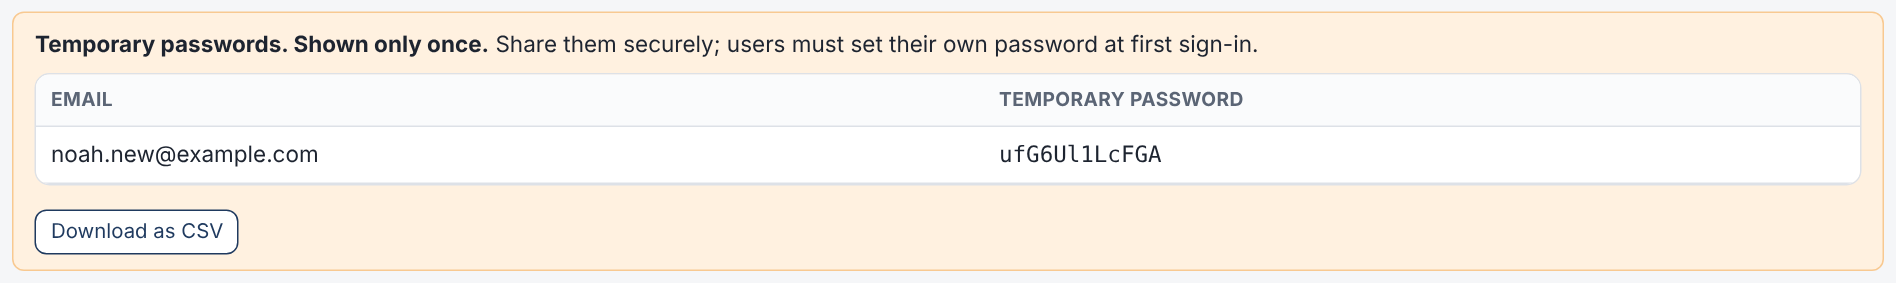 Temporary passwords. Shown only once. Share them securely; users must set their own password at first sign-in.
EMAIL TEMPORARY PASSWORD
noah.new@example.com ufG6Ul1LcFGA
Download as CSV